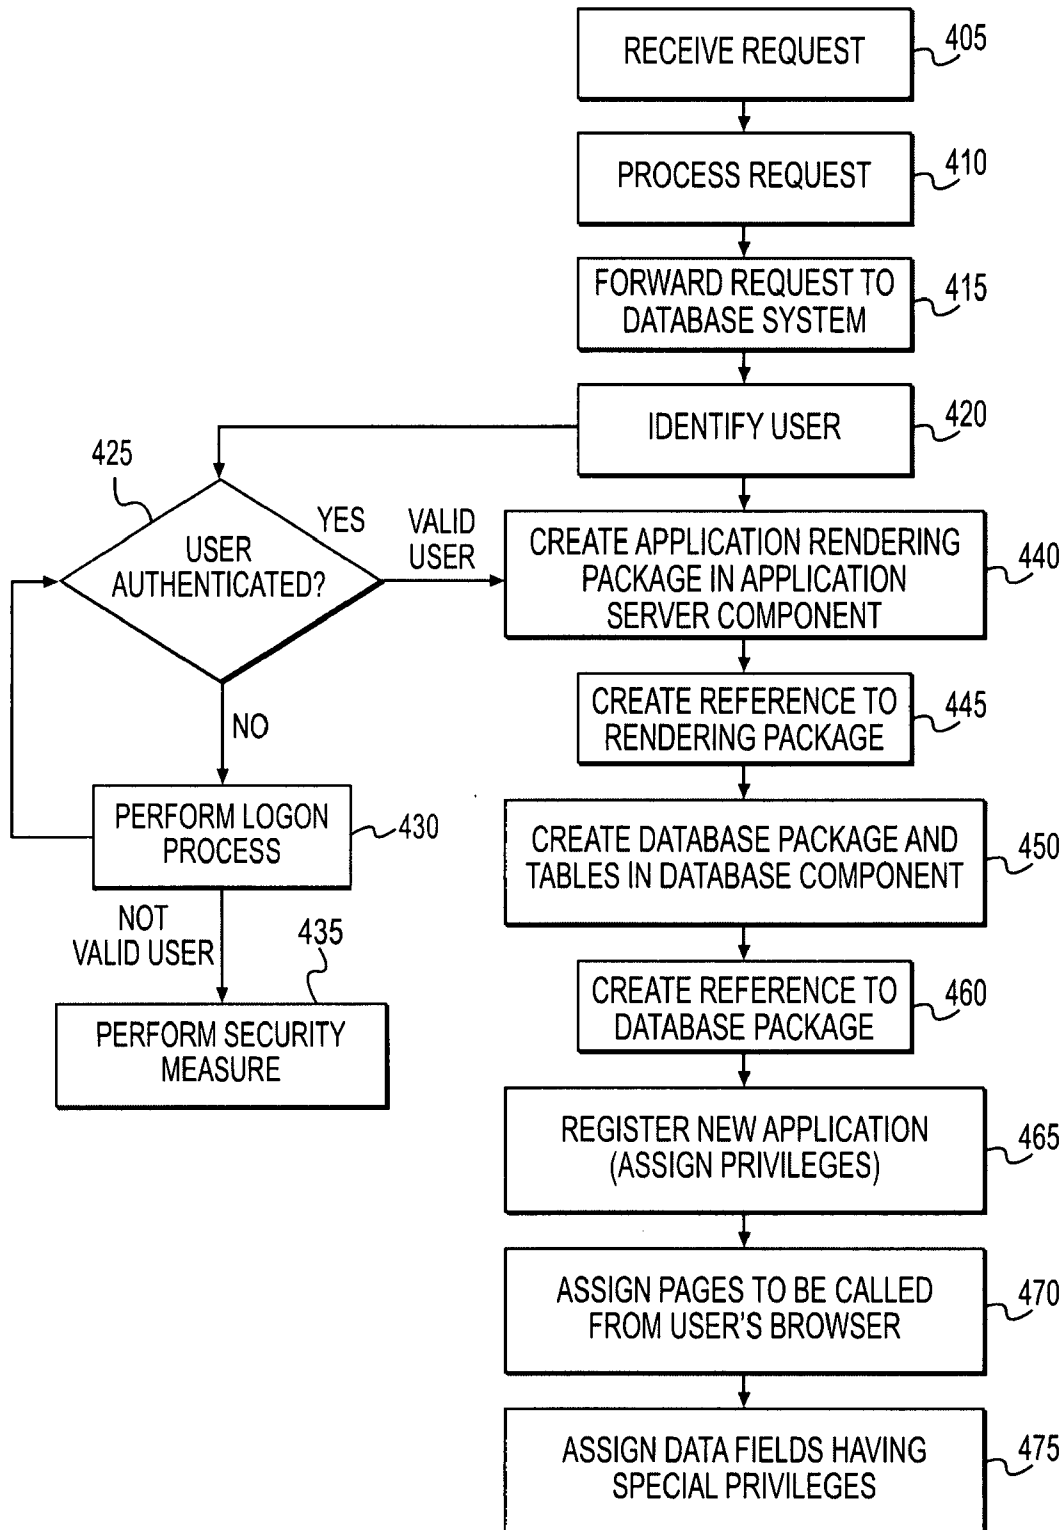 RECEIVE REQUEST
405
PROCESS REQUEST
410
FORWARD REQUEST TO
DATABASE SYSTEM
415
IDENTIFY USER
420
425
USER
AUTHENTICATED?
YES
VALID
USER
CREATE APPLICATION RENDERING
PACKAGE IN APPLICATION
SERVER COMPONENT
440
NO
CREATE REFERENCE TO
RENDERING PACKAGE
445
PERFORM LOGON
PROCESS
430
CREATE DATABASE PACKAGE AND
TABLES IN DATABASE COMPONENT
450
NOT
VALID USER
435
PERFORM SECURITY
MEASURE
CREATE REFERENCE TO
DATABASE PACKAGE
460
REGISTER NEW APPLICATION
(ASSIGN PRIVILEGES)
465
ASSIGN PAGES TO BE CALLED
FROM USER'S BROWSER
470
ASSIGN DATA FIELDS HAVING
SPECIAL PRIVILEGES
475